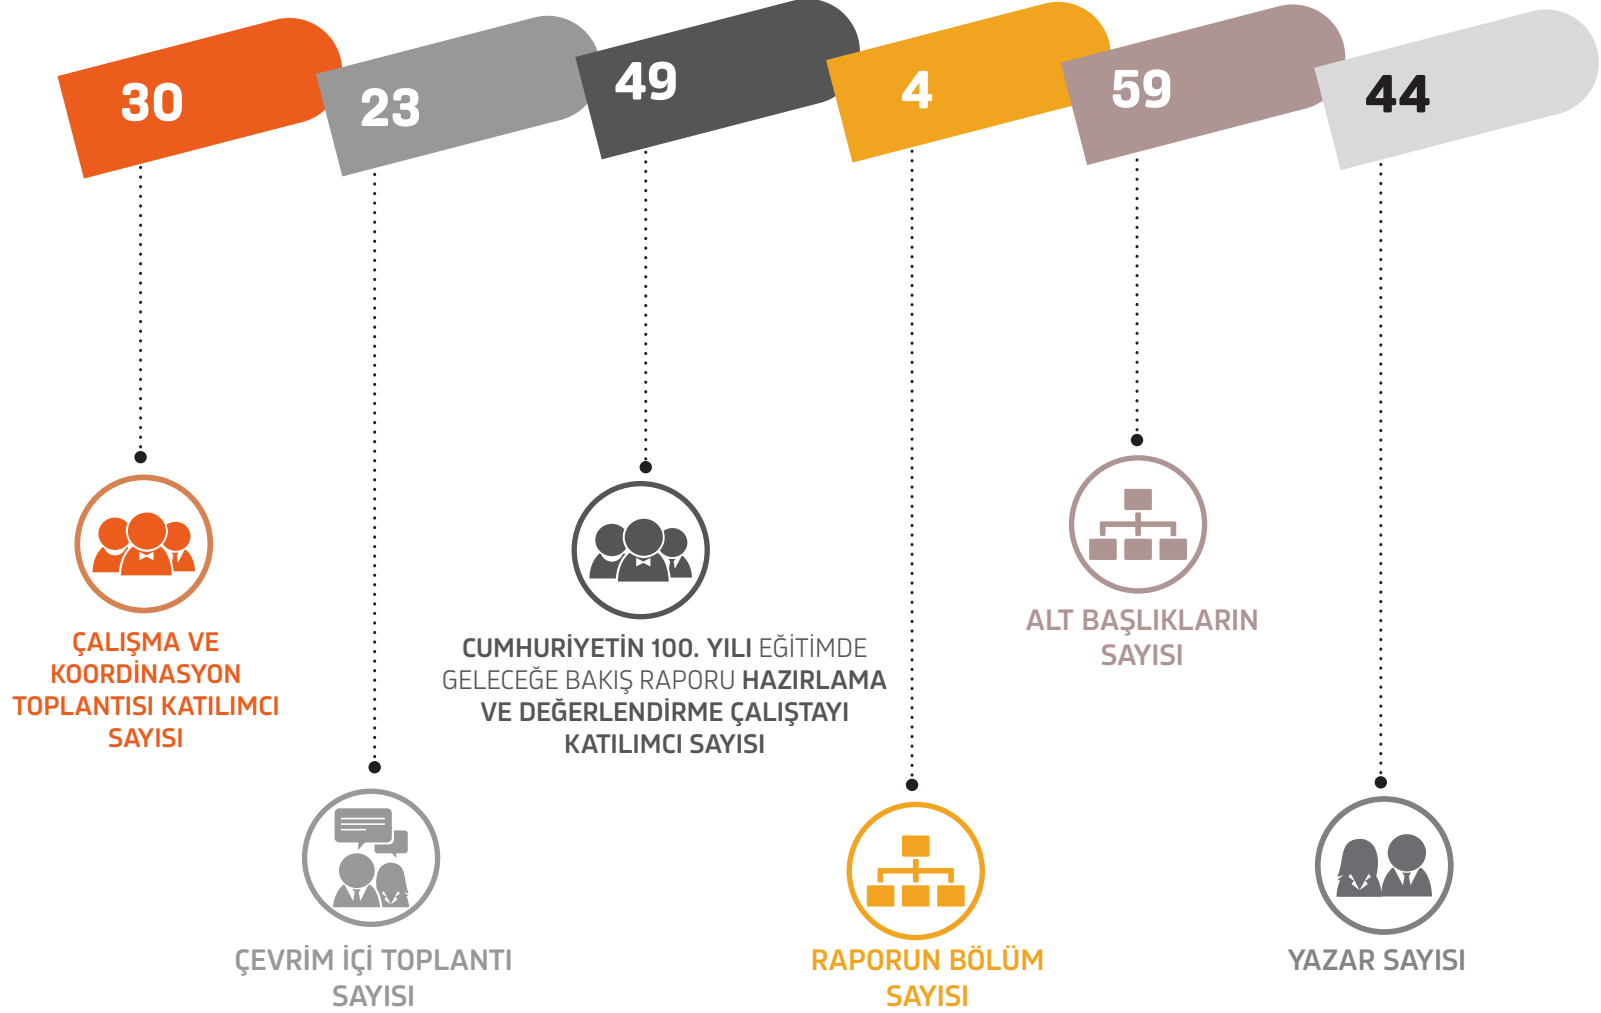 30
23
49
4
59
44
ÇALIŞMA VE
KOORDİNASYON
TOPLANTISI KATILIMCI
SAYISI
ÇEVRİM İÇİ TOPLANTI
SAYISI
CUMHURİYETİN 100. YILI EĞİTİMDE
GELECEĞE BAKIŞ RAPORU HAZIRLAMA
VE DEĞERLENDİRME ÇALIŞTAYI
KATILIMCI SAYISI
RAPORUN BÖLÜM
SAYISI
ALT BAŞLIKLARIN
SAYISI
YAZAR SAYISI